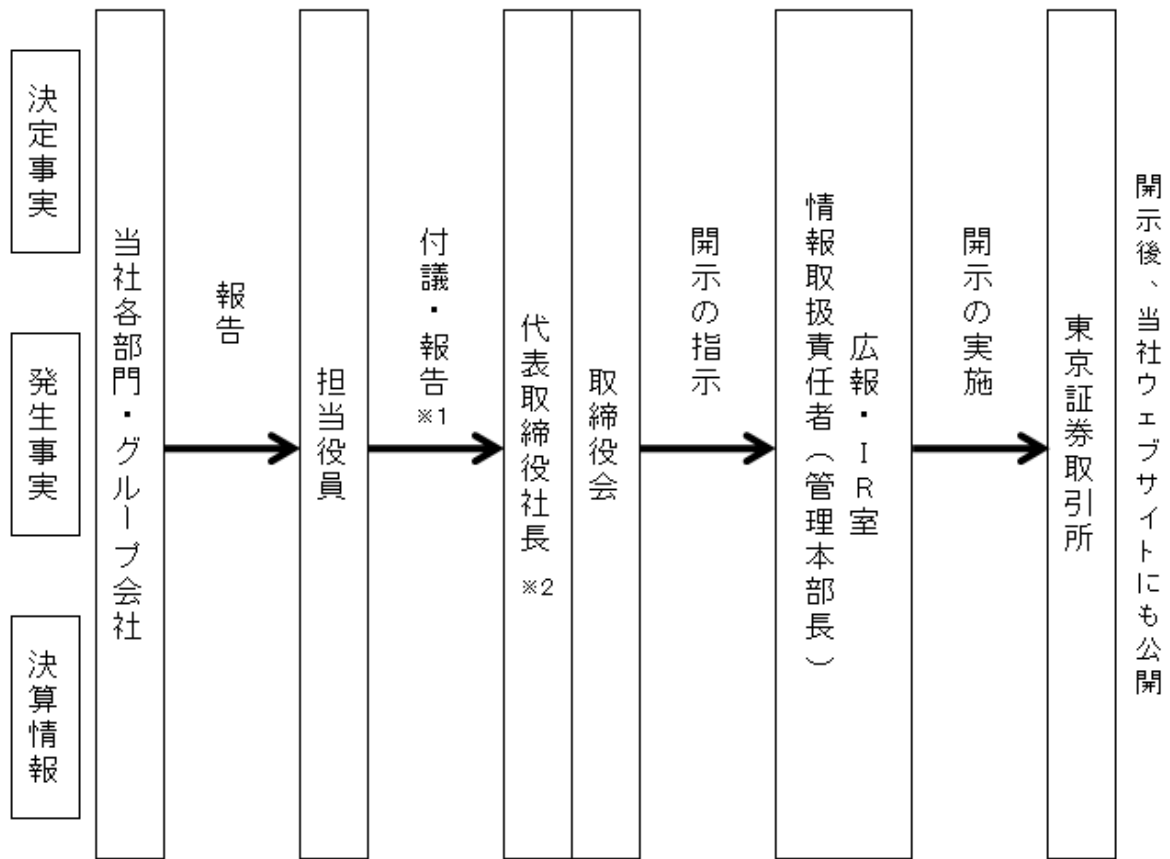 決定事実
発生事実
決算情報
当社各部門・グループ会社
報告
担当役員
付議・報告
※1
代表取締役社長
※2
取締役会
開示の指示
広報・IR室
情報取扱責任者(管理本部長)
開示の実施
東京証券取引所
開示後、当社ウェブサイトにも公開